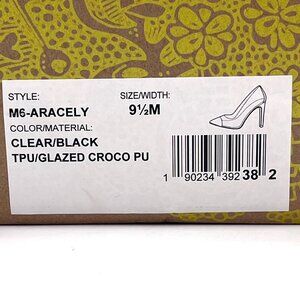 STYLE: SIZE/WIDTH:
M6-ARACELY 9½M
COLOR/MATERIAL:
CLEAR/BLACK
TPU/GLAZED CROCO PU
1 90234 392 38 2